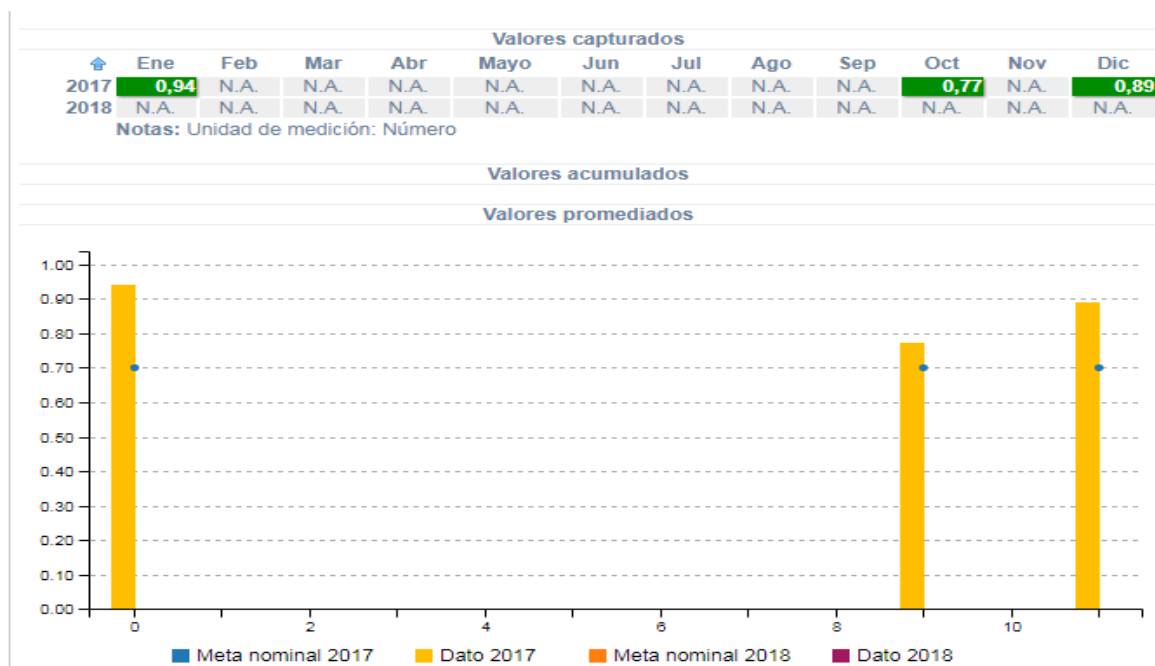 Valores capturados
Ene Feb Mar Abr Mayo Jun Jul Ago Sep Oct Nov Dic
2017 0,94 N.A. N.A. N.A. N.A. N.A. N.A. N.A. N.A. 0,77 N.A. 0,89
2018 N.A. N.A. N.A. N.A. N.A. N.A. N.A. N.A. N.A. N.A. N.A. N.A.
Notas: Unidad de medición: Número
Valores acumulados
Valores promediados
1.00
0.90
0.80
0.70
0.60
0.50
0.40
0.30
0.20
0.10
0.00
0 2 4 6 8 10
Meta nominal 2017 Dato 2017 Meta nominal 2018 Dato 2018